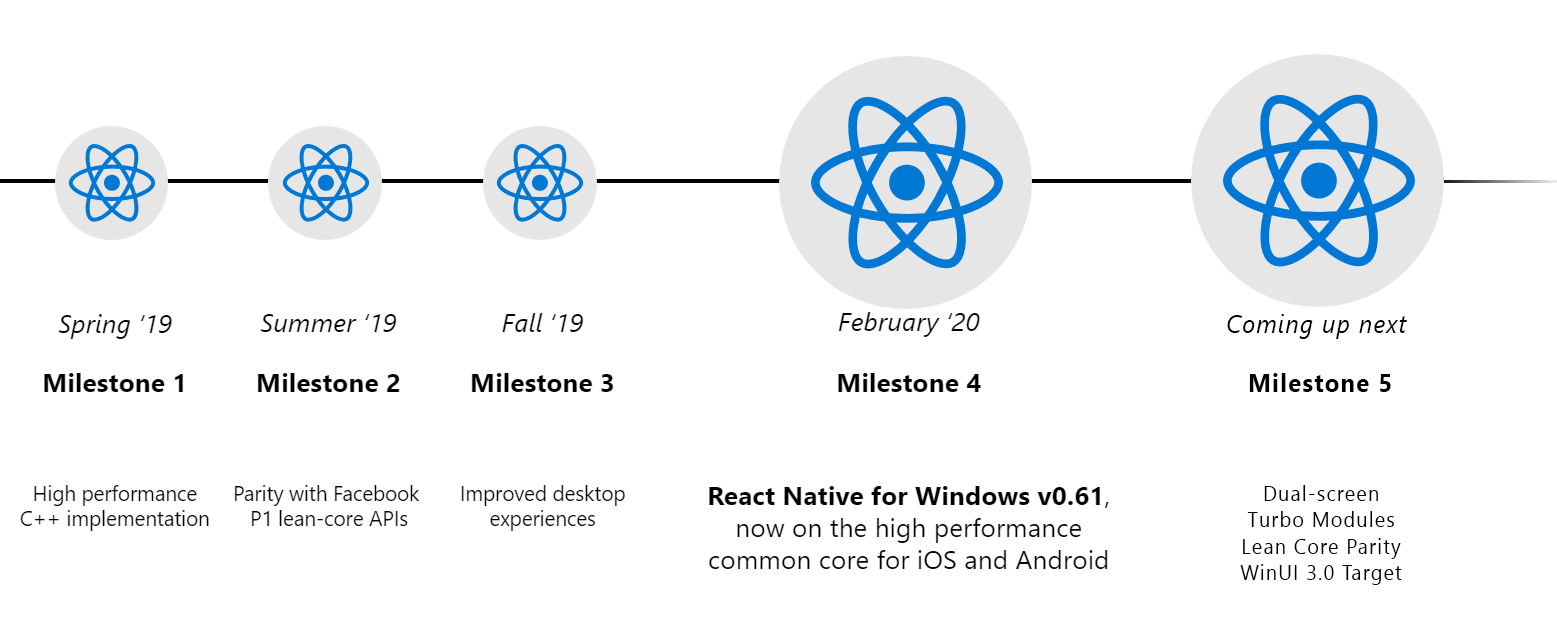 Spring ‘19
Milestone 1
High performance
C++ implementation
Summer ‘19
Milestone 2
Parity with Facebook
P1 lean-core APIs
Fall ‘19
Milestone 3
Improved desktop
experiences
February ‘20
Milestone 4
React Native for Windows v0.61,
now on the high performance
common core for iOS and Android
Coming up next
Milestone 5
Dual-screen
Turbo Modules
Lean Core Parity
WinUI 3.0 Target